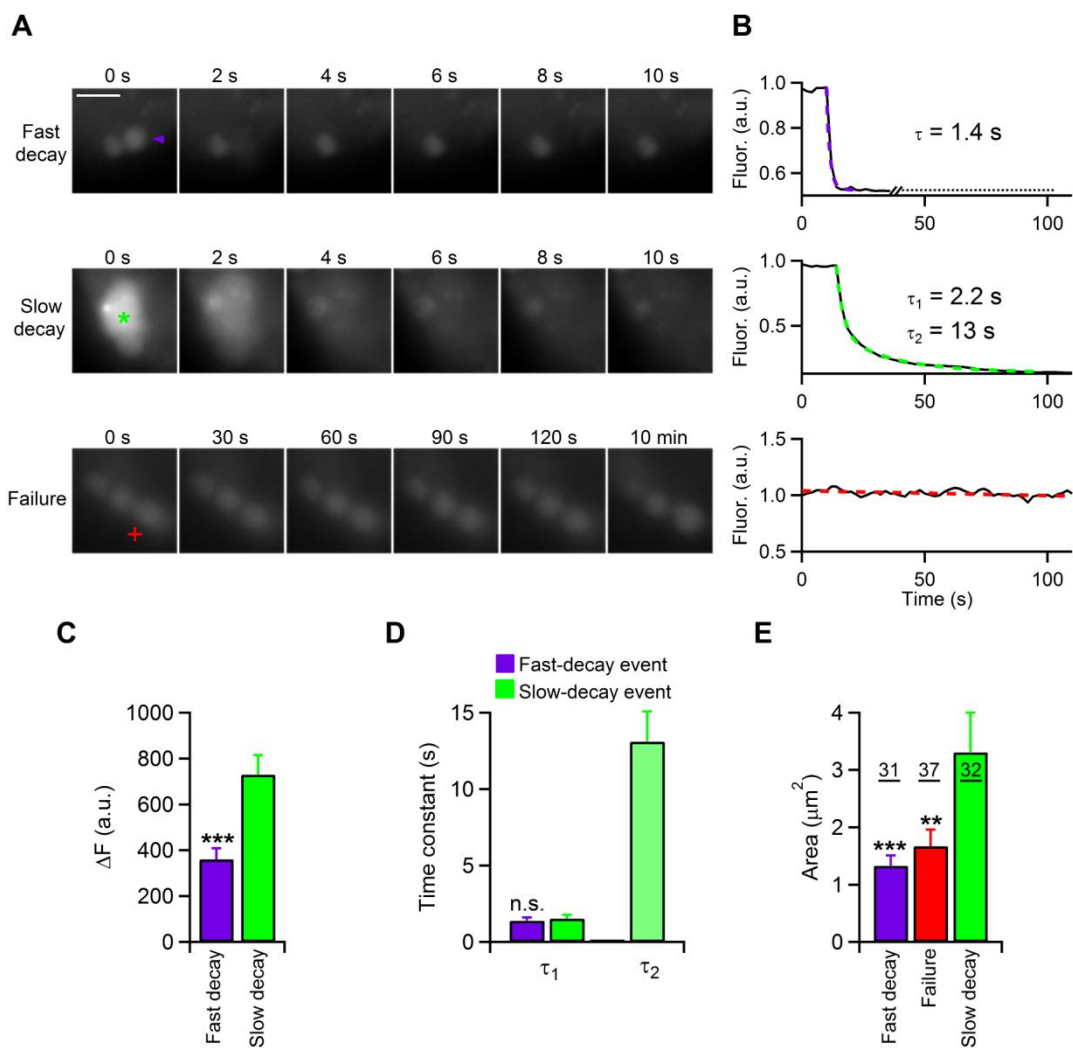 A
B
0 s 2 s 4 s 6 s 8 s 10 s
Fast
decay
1.0
0.8
0.6
Fluor. (a.u.)
τ = 1.4 s
50 100
0 s 2 s 4 s 6 s 8 s 10 s
Slow
decay
*
1.0
0.5
Fluor. (a.u.)
τ1 = 2.2 s
τ2 = 13 s
0 50 100
0 s 30 s 60 s 90 s 120 s 10 min
Failure
+
1.5
1.0
0.5
Fluor. (a.u.)
0 50 100
Time (s)
C
1000
800
600
400
200
0
ΔF (a.u.)
***
Fast decay
Slow decay
D
Fast-decay event
Slow-decay event
15
10
5
0
Time constant (s)
n.s.
τ1 τ2
E
4
3
2
1
0
Area (μm²)
31 37 32
*** **
Fast decay
Failure
Slow decay